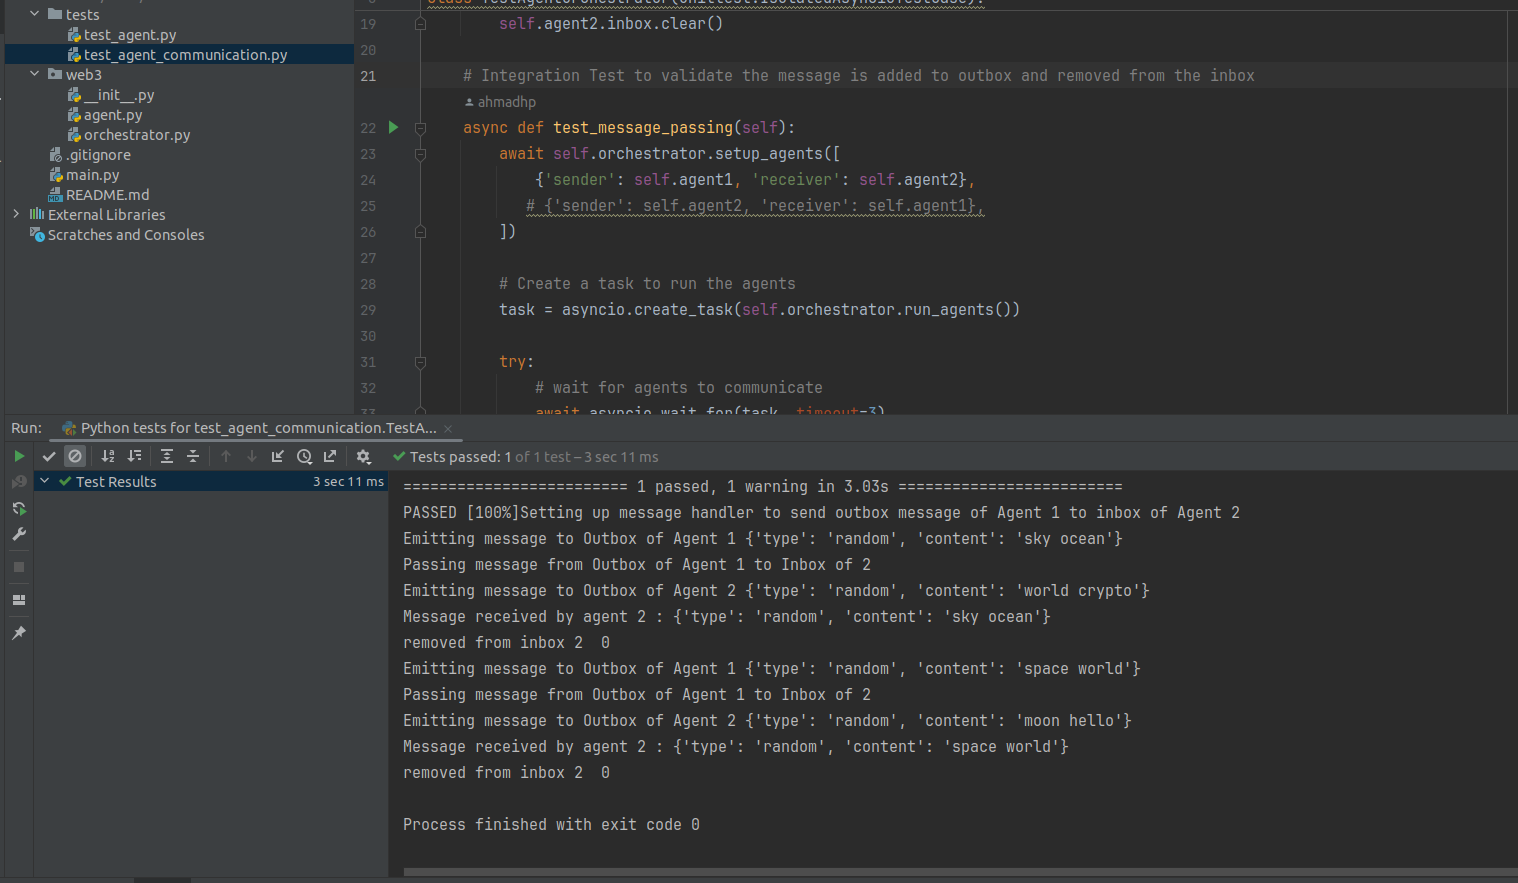 tests
test_agent.py
test_agent_communication.py
web3
__init__.py
agent.py
orchestrator.py
.gitignore
main.py
README.md
External Libraries
Scratches and Consoles
19 self.agent2.inbox.clear()
20
21 # Integration Test to validate the message is added to outbox and removed from the inbox
ahmadhp
22 async def test_message_passing(self):
23 await self.orchestrator.setup_agents([
24 {'sender': self.agent1, 'receiver': self.agent2},
25 # {'sender': self.agent2, 'receiver': self.agent1},
26 ])
27
28 # Create a task to run the agents
29 task = asyncio.create_task(self.orchestrator.run_agents())
30
31 try:
32 # wait for agents to communicate
33 await asyncio.wait_for(task, timeout=3)
Run: Python tests for test_agent_communication.TestA...
Tests passed: 1 of 1 test – 3 sec 11 ms
Test Results 3 sec 11 ms
========================= 1 passed, 1 warning in 3.03s =========================
PASSED [100%]Setting up message handler to send outbox message of Agent 1 to inbox of Agent 2
Emitting message to Outbox of Agent 1 {'type': 'random', 'content': 'sky ocean'}
Passing message from Outbox of Agent 1 to Inbox of 2
Emitting message to Outbox of Agent 2 {'type': 'random', 'content': 'world crypto'}
Message received by agent 2 : {'type': 'random', 'content': 'sky ocean'}
removed from inbox 2  0
Emitting message to Outbox of Agent 1 {'type': 'random', 'content': 'space world'}
Passing message from Outbox of Agent 1 to Inbox of 2
Emitting message to Outbox of Agent 2 {'type': 'random', 'content': 'moon hello'}
Message received by agent 2 : {'type': 'random', 'content': 'space world'}
removed from inbox 2  0
Process finished with exit code 0